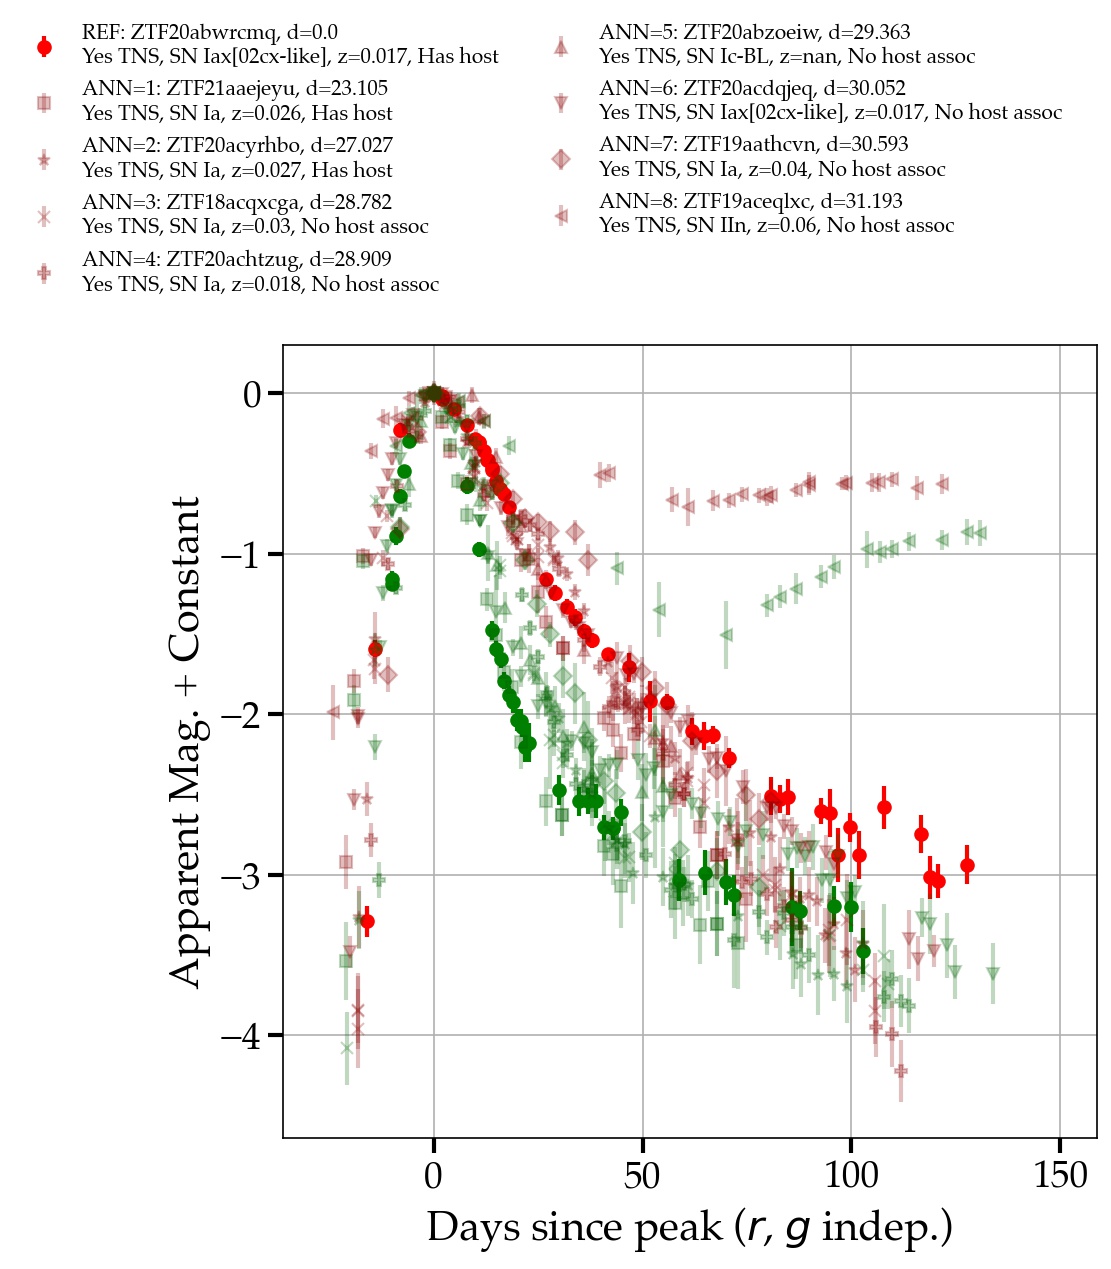 REF: ZTF20abwrcmq, d=0.0
Yes TNS, SN Iax[02cx-like], z=0.017, Has host
ANN=1: ZTF21aaejeyu, d=23.105
Yes TNS, SN Ia, z=0.026, Has host
ANN=2: ZTF20acyrhbo, d=27.027
Yes TNS, SN Ia, z=0.027, Has host
ANN=3: ZTF18acqxcga, d=28.782
Yes TNS, SN Ia, z=0.03, No host assoc
ANN=4: ZTF20achtzug, d=28.909
Yes TNS, SN Ia, z=0.018, No host assoc
ANN=5: ZTF20abzoeiw, d=29.363
Yes TNS, SN Ic-BL, z=nan, No host assoc
ANN=6: ZTF20acdqjeq, d=30.052
Yes TNS, SN Iax[02cx-like], z=0.017, No host assoc
ANN=7: ZTF19aathcvn, d=30.593
Yes TNS, SN Ia, z=0.04, No host assoc
ANN=8: ZTF19aceqlxc, d=31.193
Yes TNS, SN IIn, z=0.06, No host assoc
Apparent Mag. + Constant
0
−1
−2
−3
−4
0 50 100 150
Days since peak (r, g indep.)